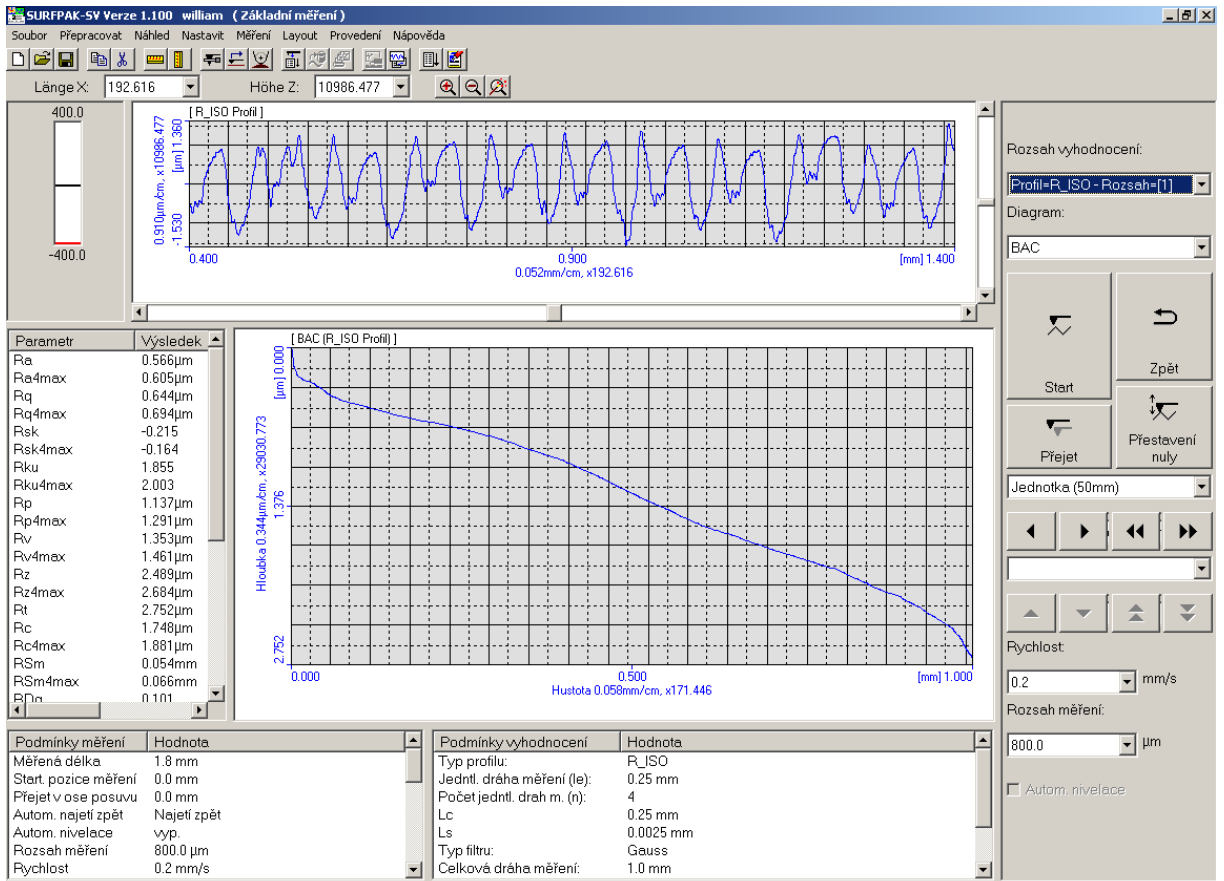 SURFPAK-SV Verze 1.100 william ( Základní měření )
Soubor Přepracovat Náhled Nastavit Měření Layout Provedení Nápověda
Länge X: 192.616 Höhe Z: 10986.477
400.0
-400.0
[ R_ISO Profil ]
0.910µm/cm, x10986.477
-1.530 [µm] 1.360
0.400 0.900 [mm] 1.400
0.052mm/cm, x192.616
Parametr Výsledek
Ra 0.566µm
Ra4max 0.605µm
Rq 0.644µm
Rq4max 0.694µm
Rsk -0.215
Rsk4max -0.164
Rku 1.855
Rku4max 2.003
Rp 1.137µm
Rp4max 1.291µm
Rv 1.353µm
Rv4max 1.461µm
Rz 2.489µm
Rz4max 2.684µm
Rt 2.752µm
Rc 1.748µm
Rc4max 1.881µm
RSm 0.054mm
RSm4max 0.066mm
RDq 0.101
[ BAC (R_ISO Profil) ]
Hloubka 0.344µm/cm, x29030.773
2.752 1.376 [µm] 0.000
0.000 0.500 [mm] 1.000
Hustota 0.058mm/cm, x171.446
Podmínky měření Hodnota
Měřená délka 1.8 mm
Start. pozice měření 0.0 mm
Přejet v ose posuvu 0.0 mm
Autom. najetí zpět Najetí zpět
Autom. nivelace vyp.
Rozsah měření 800.0 µm
Rychlost 0.2 mm/s
Podmínky vyhodnocení Hodnota
Typ profilu: R_ISO
Jedntl. dráha měření (le): 0.25 mm
Počet jedntl. drah m. (n): 4
Lc 0.25 mm
Ls 0.0025 mm
Typ filtru: Gauss
Celková dráha měření: 1.0 mm
Rozsah vyhodnocení:
Profil=R_ISO - Rozsah=[1]
Diagram:
BAC
Start
Zpět
Přejet
Přestavení
nuly
Jednotka (50mm)
Rychlost:
0.2 mm/s
Rozsah měření:
800.0 µm
Autom. nivelace